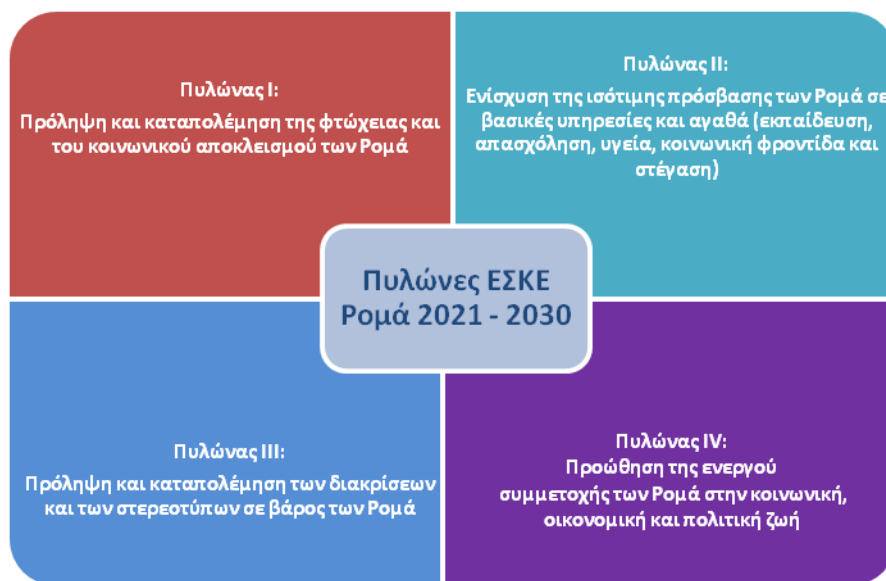 Πυλώνας I:
Πρόληψη και καταπολέμηση της φτώχειας και
του κοινωνικού αποκλεισμού των Ρομά
Πυλώνας II:
Ενίσχυση της ισότιμης πρόσβασης των Ρομά σε
βασικές υπηρεσίες και αγαθά (εκπαίδευση,
απασχόληση, υγεία, κοινωνική φροντίδα και
στέγαση)
Πυλώνες ΕΣΚΕ
Ρομά 2021 - 2030
Πυλώνας III:
Πρόληψη και καταπολέμηση των διακρίσεων
και των στερεοτύπων σε βάρος των Ρομά
Πυλώνας IV:
Προώθηση της ενεργού
συμμετοχής των Ρομά στην κοινωνική,
οικονομική και πολιτική ζωή